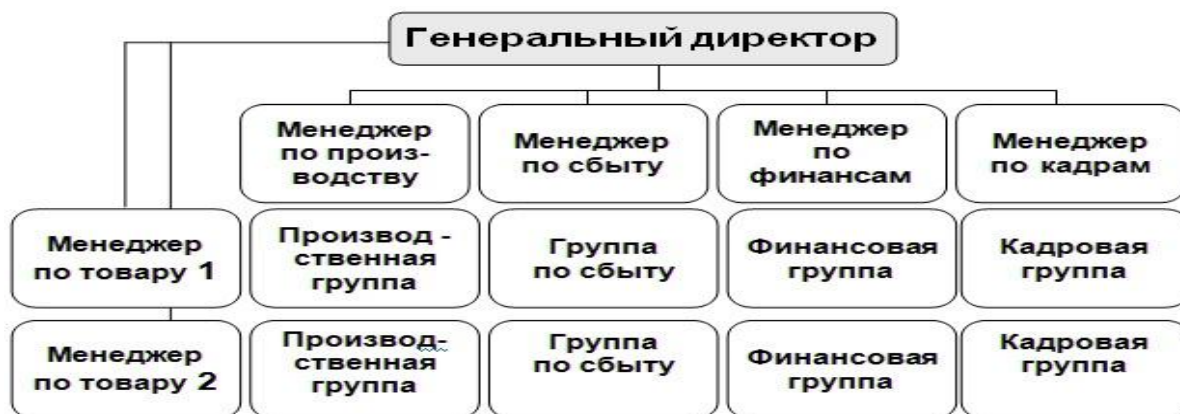 Генеральный директор
Менеджер
по произ-
водству
Менеджер
по сбыту
Менеджер
по
финансам
Менеджер
по кадрам
Менеджер
по товару 1
Производ -
ственная
группа
Группа
по сбыту
Финансовая
группа
Кадровая
группа
Менеджер
по товару 2
Производ-
ственная
группа
Группа
по сбыту
Финансовая
группа
Кадровая
группа